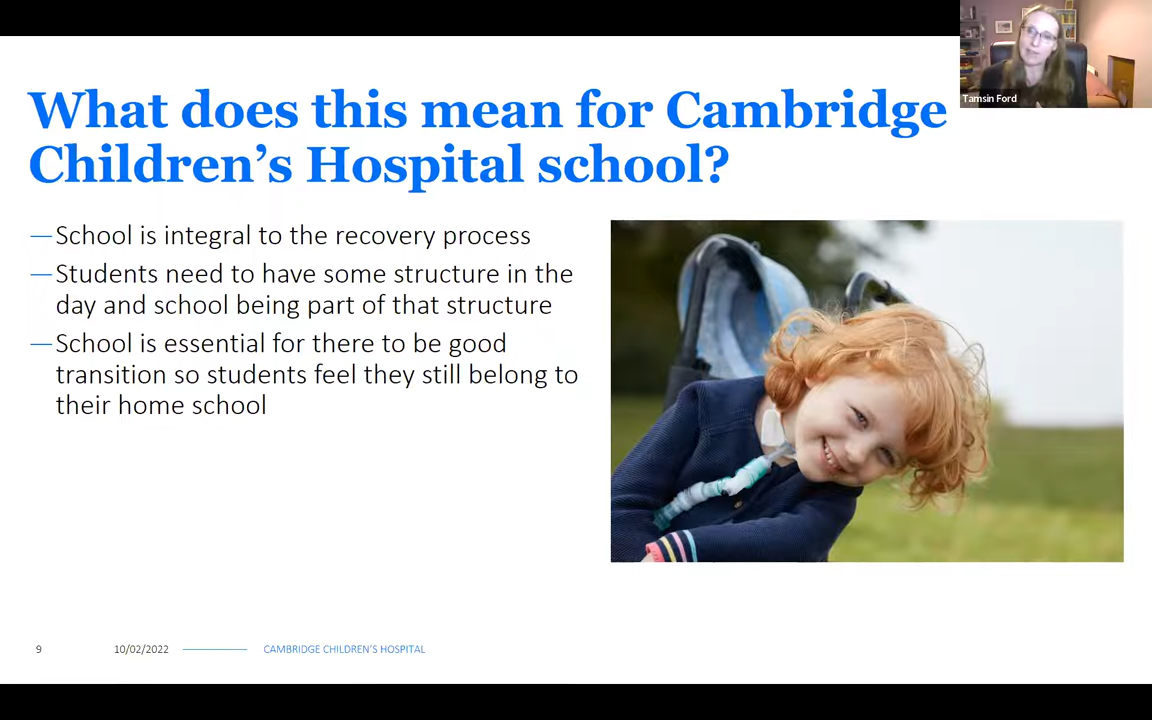 Tamsin Ford
What does this mean for Cambridge
Children’s Hospital school?
—School is integral to the recovery process
—Students need to have some structure in the
day and school being part of that structure
—School is essential for there to be good
transition so students feel they still belong to
their home school
9 10/02/2022 CAMBRIDGE CHILDREN’S HOSPITAL